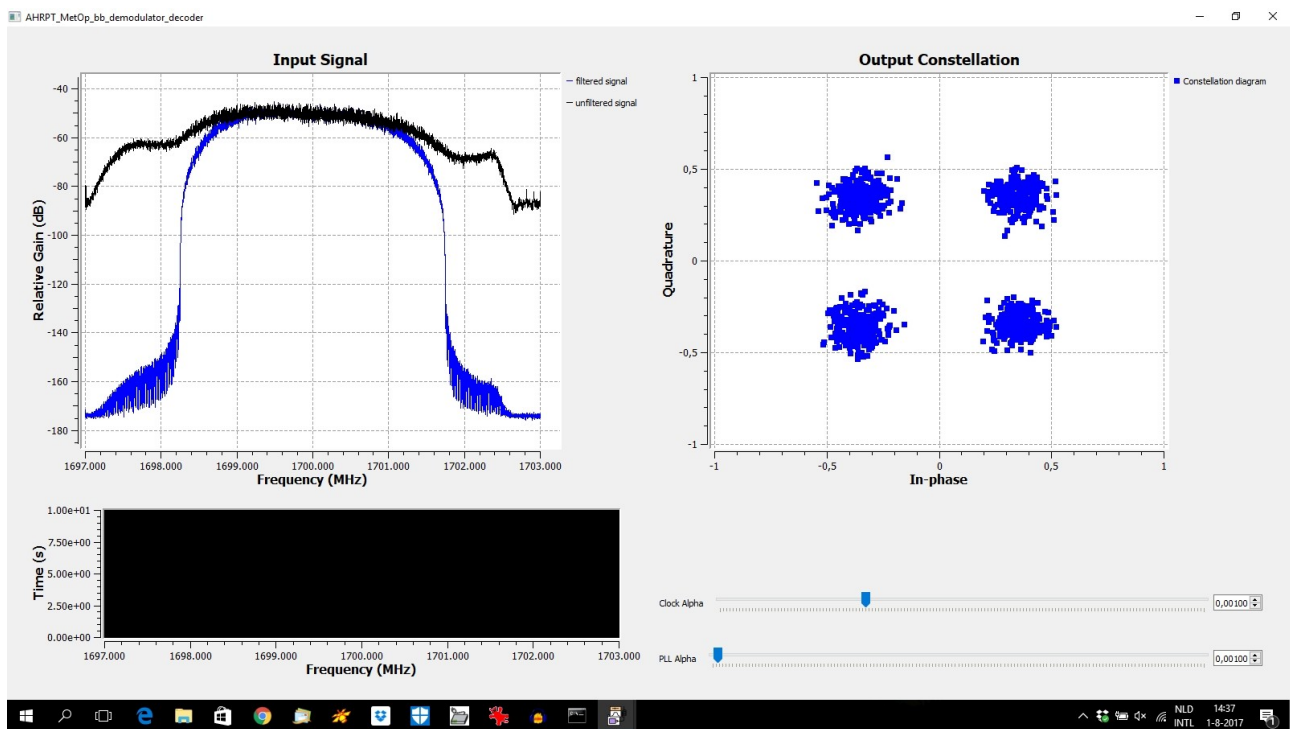 AHRPT_MetOp_bb_demodulator_decoder
Input Signal
filtered signal
unfiltered signal
-40
-60
-80
-100
-120
-140
-160
-180
Relative Gain (dB)
1697.000 1698.000 1699.000 1700.000 1701.000 1702.000 1703.000
Frequency (MHz)
Output Constellation
Constellation diagram
1
0,5
0
-0,5
-1
Quadrature
-1 -0,5 0 0,5 1
In-phase
1.00e+01
7.50e+00
5.00e+00
2.50e+00
0.00e+00
Time (s)
1697.000 1698.000 1699.000 1700.000 1701.000 1702.000 1703.000
Frequency (MHz)
Clock Alpha 0,00100
PLL Alpha 0,00100
NLD 14:37
INTL 1-8-2017